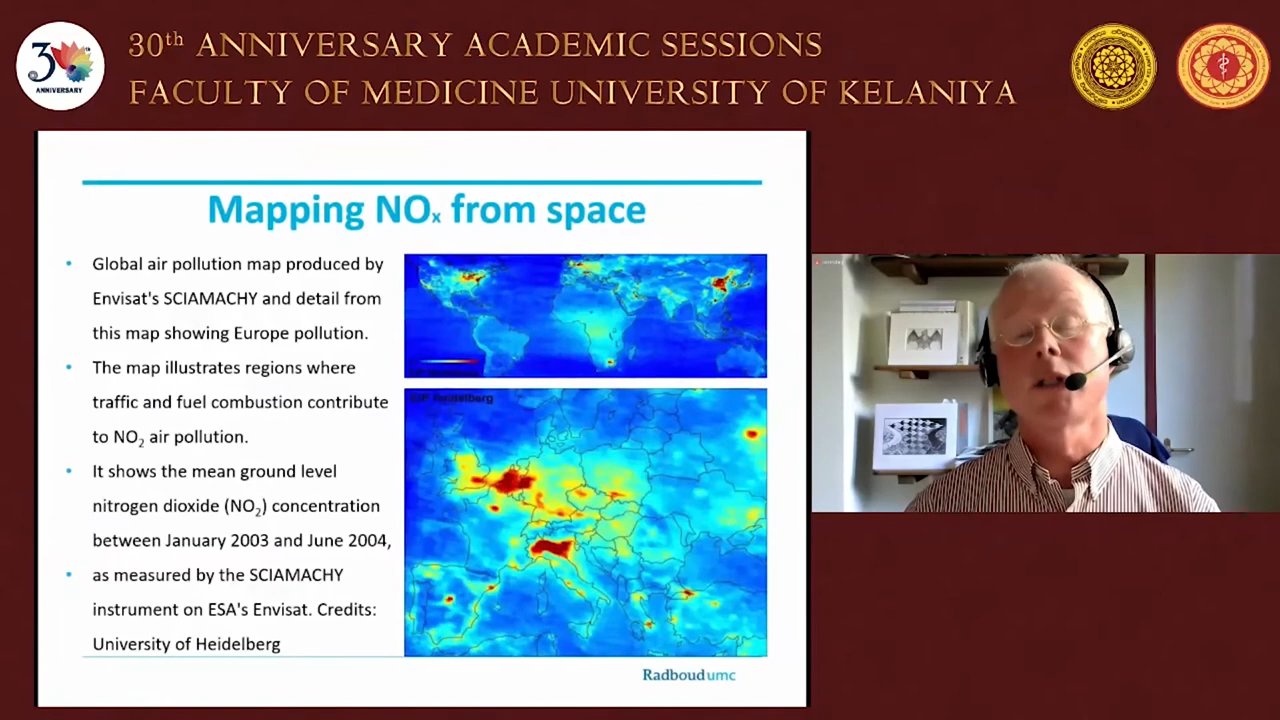 30th ANNIVERSARY
30th ANNIVERSARY ACADEMIC SESSIONS
FACULTY OF MEDICINE UNIVERSITY OF KELANIYA
Mapping NOx from space
• Global air pollution map produced by
Envisat's SCIAMACHY and detail from
this map showing Europe pollution.
• The map illustrates regions where
traffic and fuel combustion contribute
to NO2 air pollution.
• It shows the mean ground level
nitrogen dioxide (NO2) concentration
between January 2003 and June 2004,
• as measured by the SCIAMACHY
instrument on ESA's Envisat. Credits:
University of Heidelberg
Heidelberg
Radboudumc